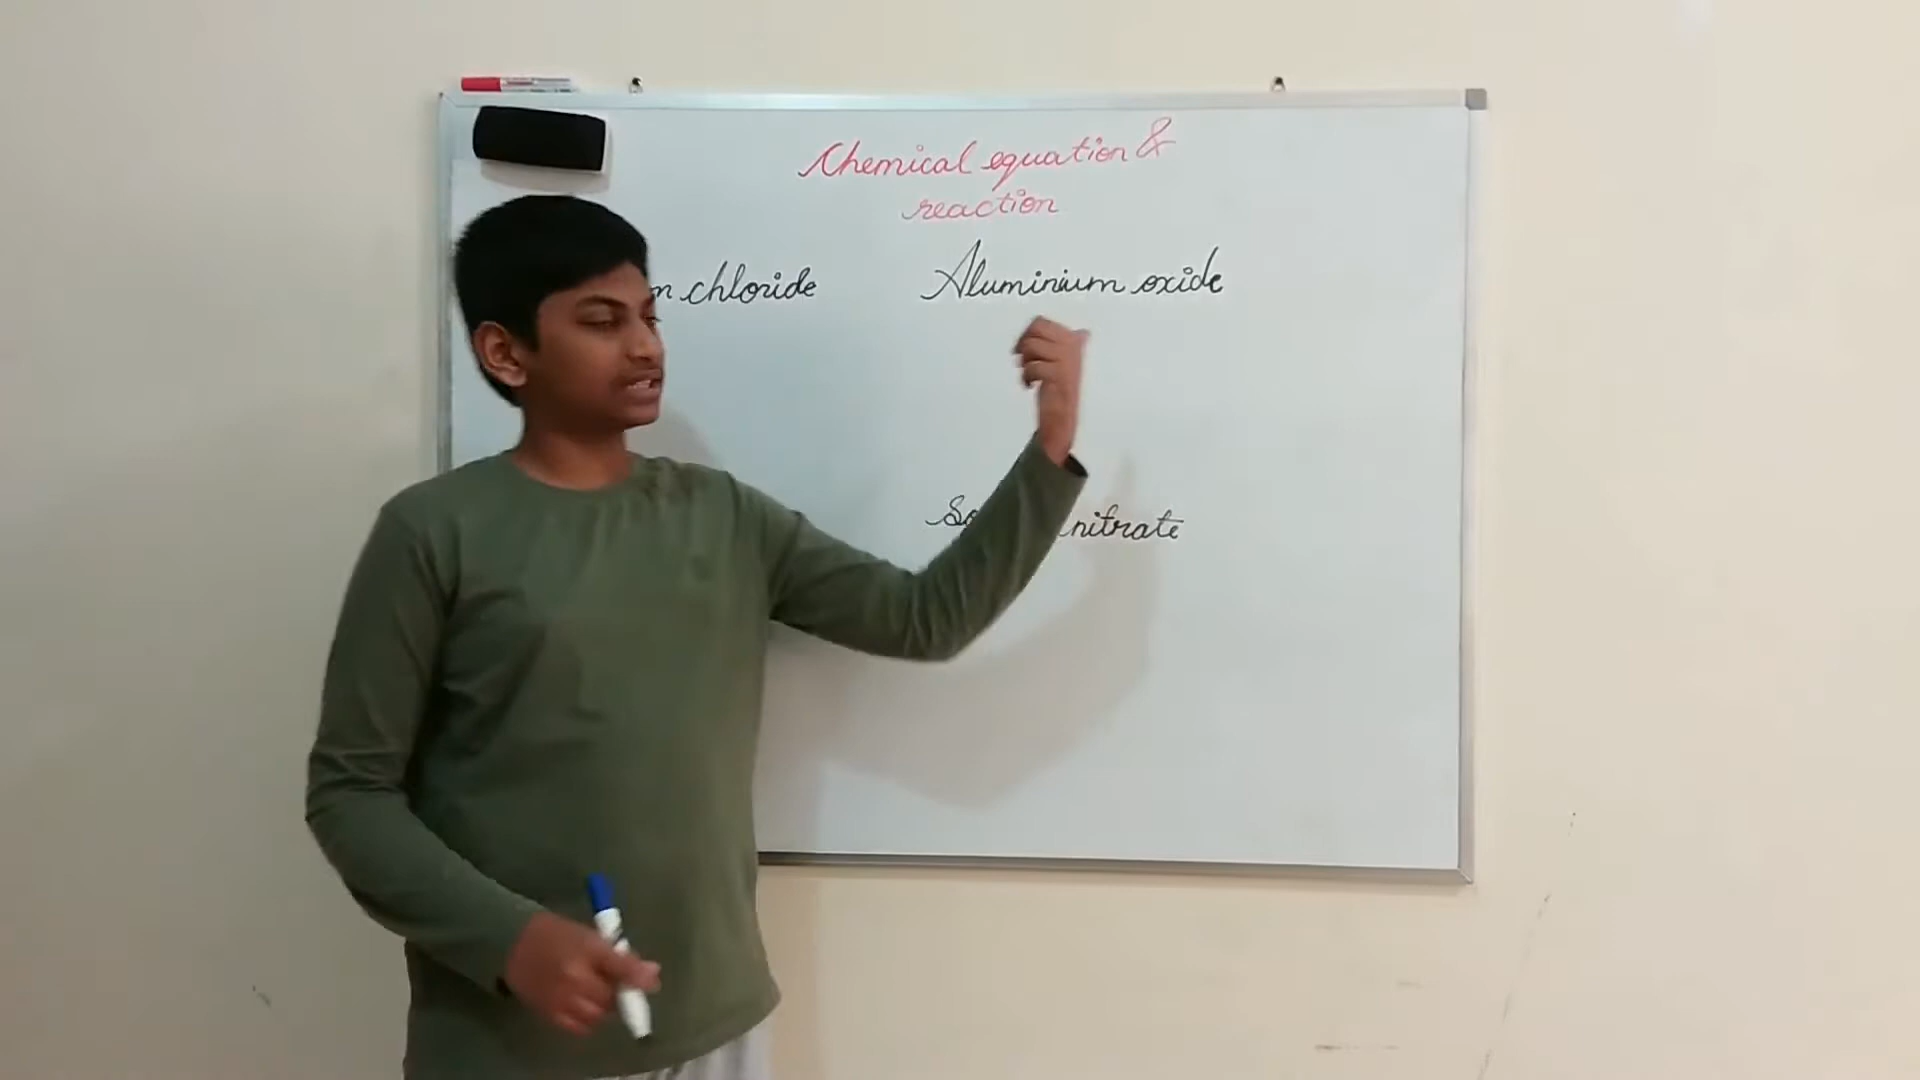 Chemical equation &
reaction
chloride
Aluminium oxide
nitrate